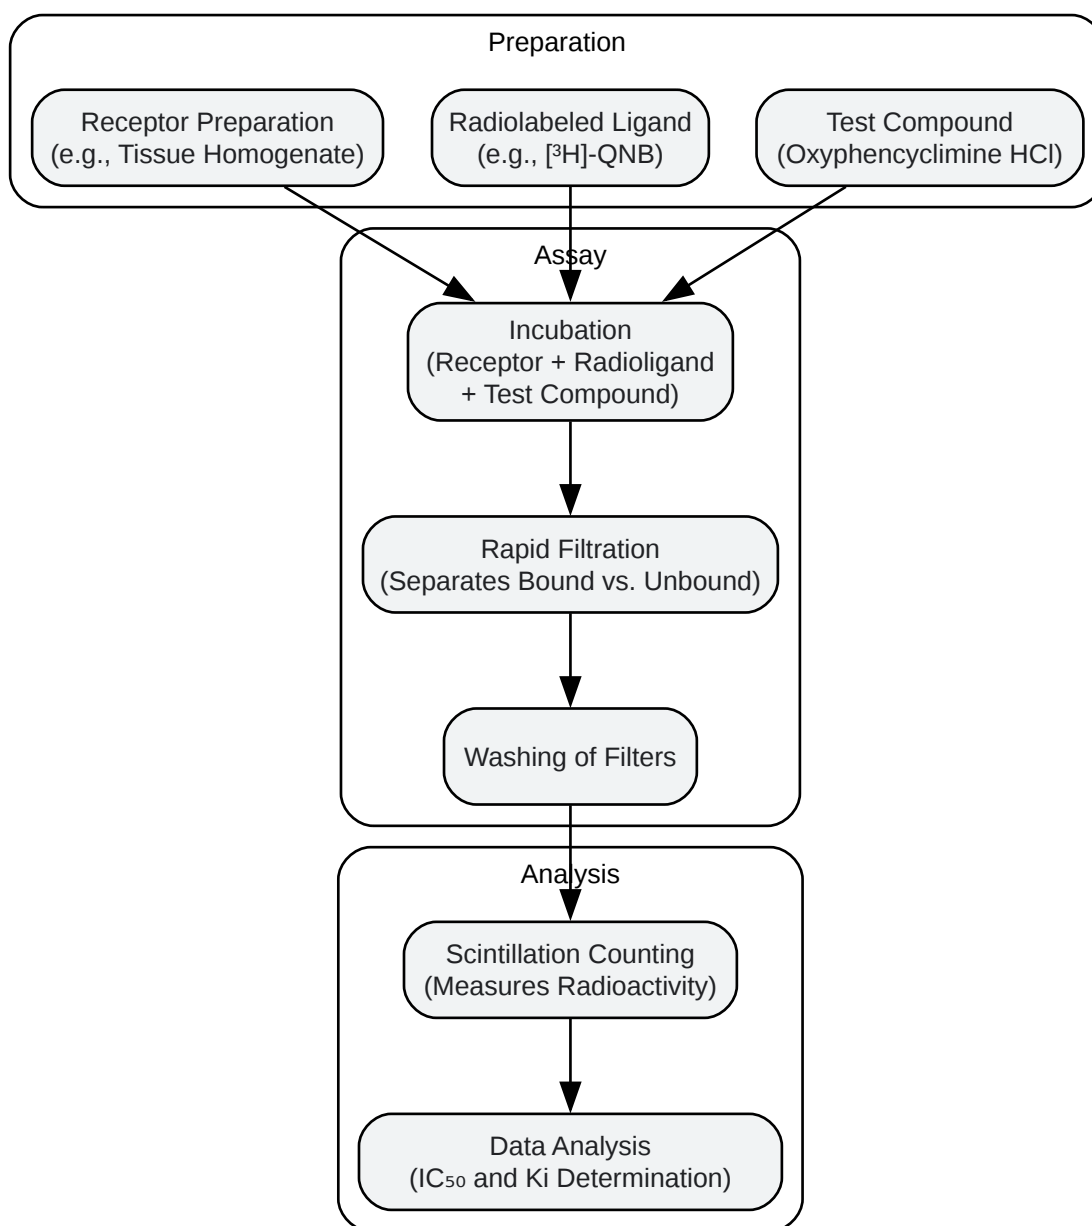 Preparation
Receptor Preparation
(e.g., Tissue Homogenate)
Radiolabeled Ligand
(e.g., [³H]-QNB)
Test Compound
(Oxyphencyclimine HCl)
Assay
Incubation
(Receptor + Radioligand
+ Test Compound)
Rapid Filtration
(Separates Bound vs. Unbound)
Washing of Filters
Analysis
Scintillation Counting
(Measures Radioactivity)
Data Analysis
(IC₅₀ and Ki Determination)